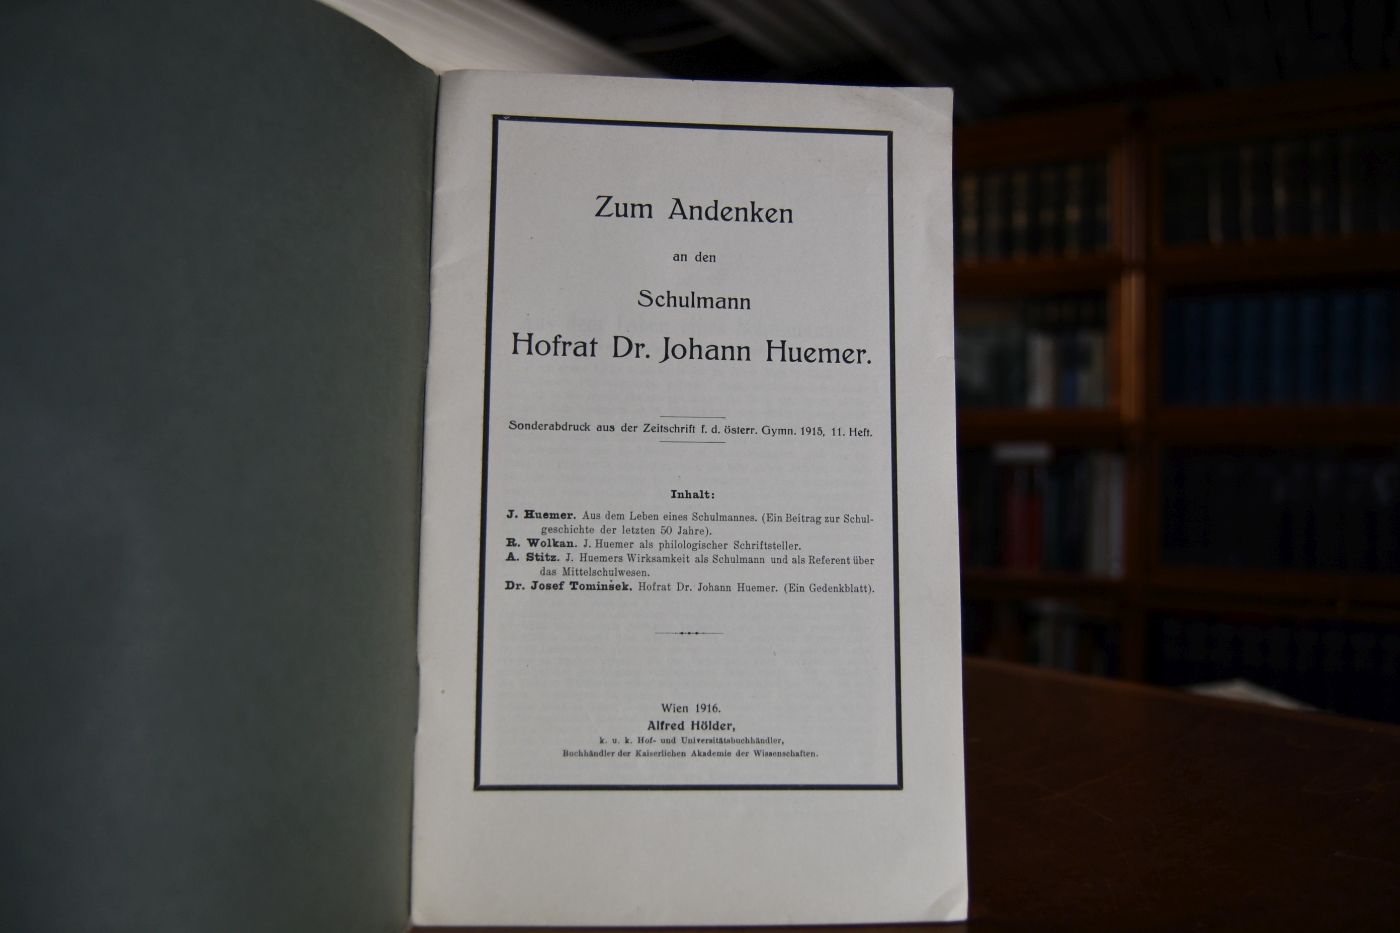 Zum Andenken
an den
Schulmann
Hofrat Dr. Johann Huemer.
Sonderabdruck aus der Zeitschrift f. d. österr. Gymn. 1915, 11. Heft.
Inhalt:
J. Huemer. Aus dem Leben eines Schulmannes. (Ein Beitrag zur Schul-
geschichte der letzten 50 Jahre).
R. Wolkan. J. Huemer als philologischer Schriftsteller.
A. Stitz. J. Huemers Wirksamkeit als Schulmann und als Referent über
das Mittelschulwesen.
Dr. Josef Tominšek. Hofrat Dr. Johann Huemer. (Ein Gedenkblatt).
Wien 1916.
Alfred Hölder,
k. u. k. Hof- und Universitätsbuchhändler,
Buchhändler der Kaiserlichen Akademie der Wissenschaften.